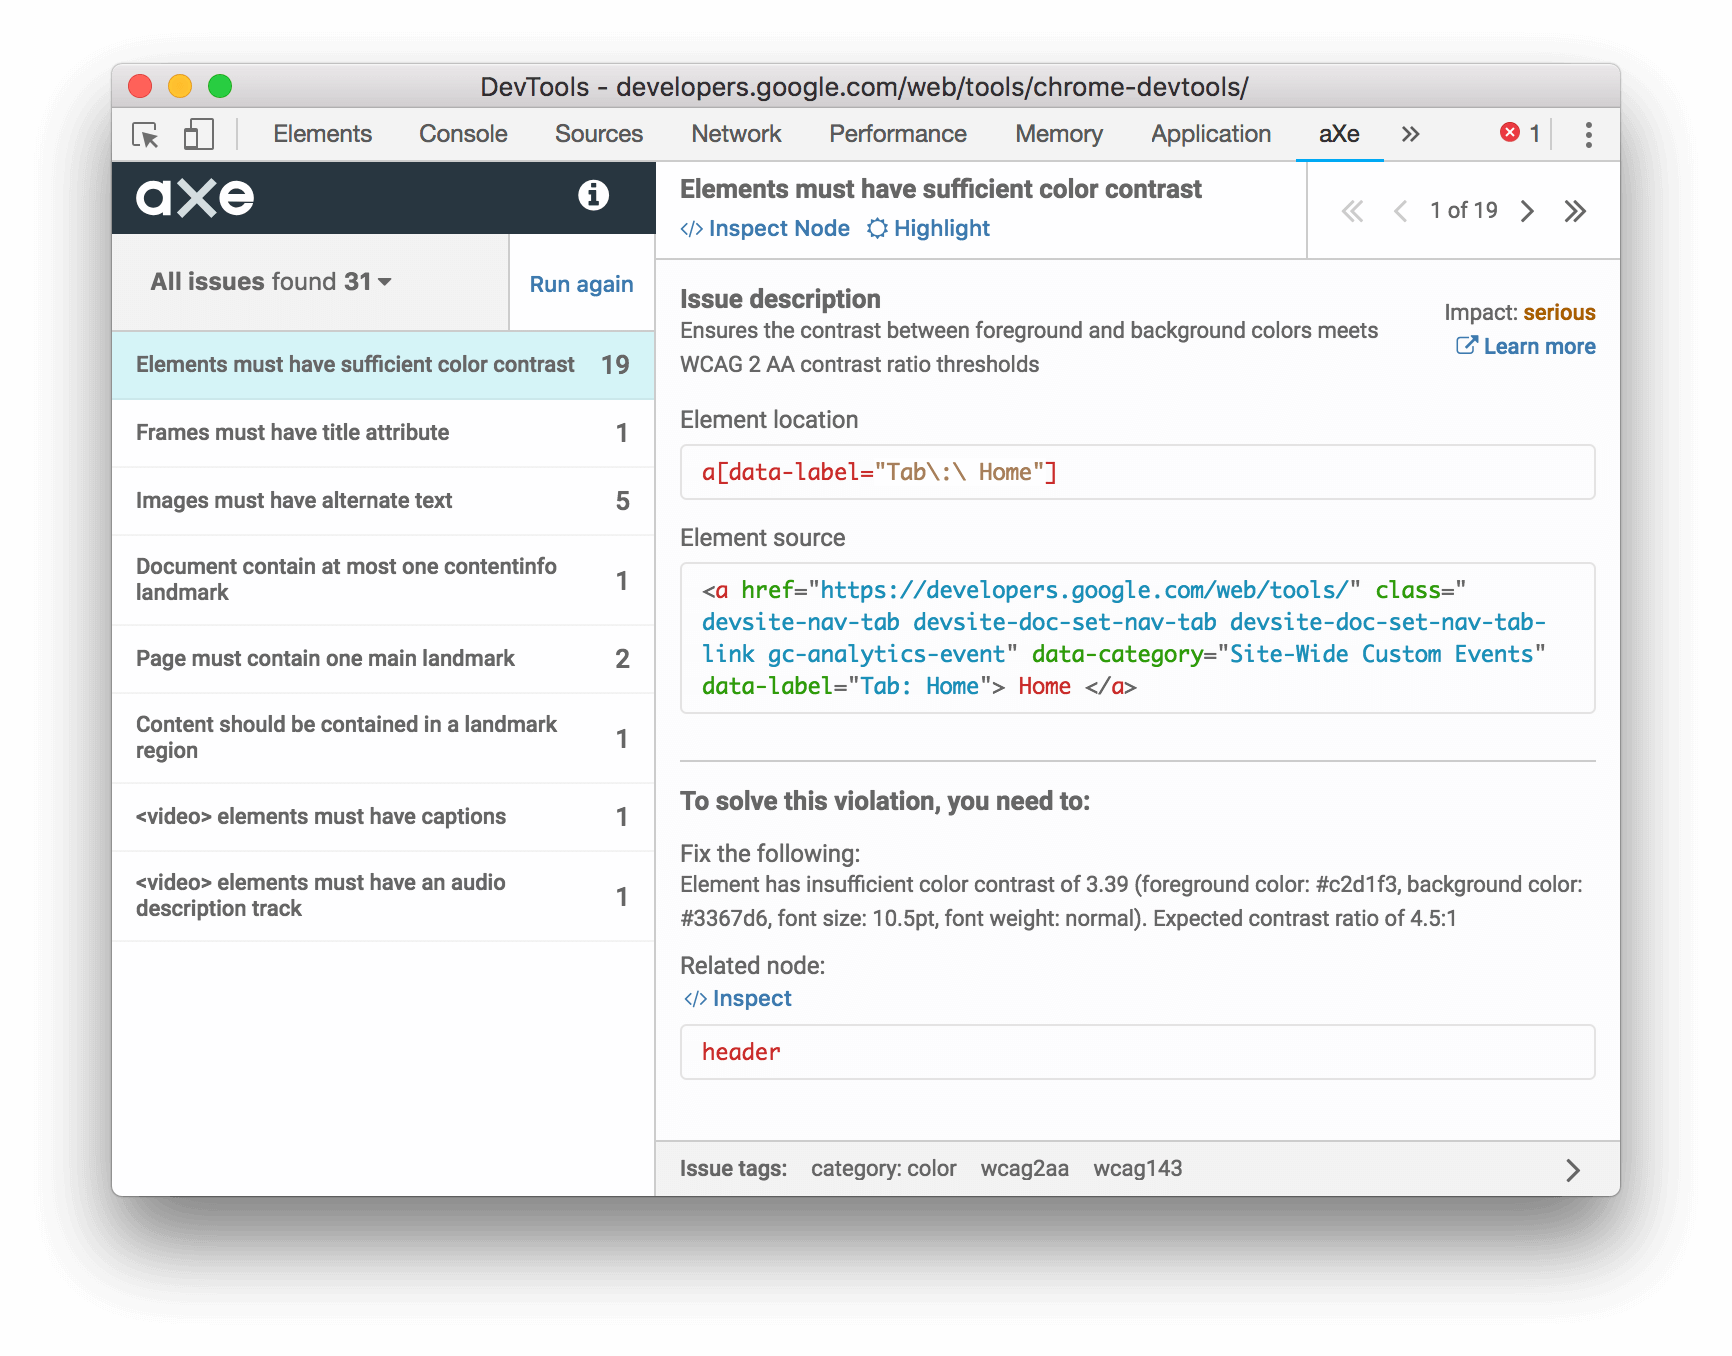 DevTools - developers.google.com/web/tools/chrome-devtools/
Elements Console Sources Network Performance Memory Application aXe » 1
axe
All issues found 31
Run again
Elements must have sufficient color contrast 19
Frames must have title attribute 1
Images must have alternate text 5
Document contain at most one contentinfo
landmark 1
Page must contain one main landmark 2
Content should be contained in a landmark
region 1
<video> elements must have captions 1
<video> elements must have an audio
description track 1
Elements must have sufficient color contrast
</> Inspect Node Highlight
1 of 19
Issue description
Ensures the contrast between foreground and background colors meets
WCAG 2 AA contrast ratio thresholds
Impact: serious
Learn more
Element location
a[data-label="Tab\:\ Home"]
Element source
<a href="https://developers.google.com/web/tools/" class="
devsite-nav-tab devsite-doc-set-nav-tab devsite-doc-set-nav-tab-
link gc-analytics-event" data-category="Site-Wide Custom Events"
data-label="Tab: Home"> Home </a>
To solve this violation, you need to:
Fix the following:
Element has insufficient color contrast of 3.39 (foreground color: #c2d1f3, background color:
#3367d6, font size: 10.5pt, font weight: normal). Expected contrast ratio of 4.5:1
Related node:
</> Inspect
header
Issue tags: category: color wcag2aa wcag143